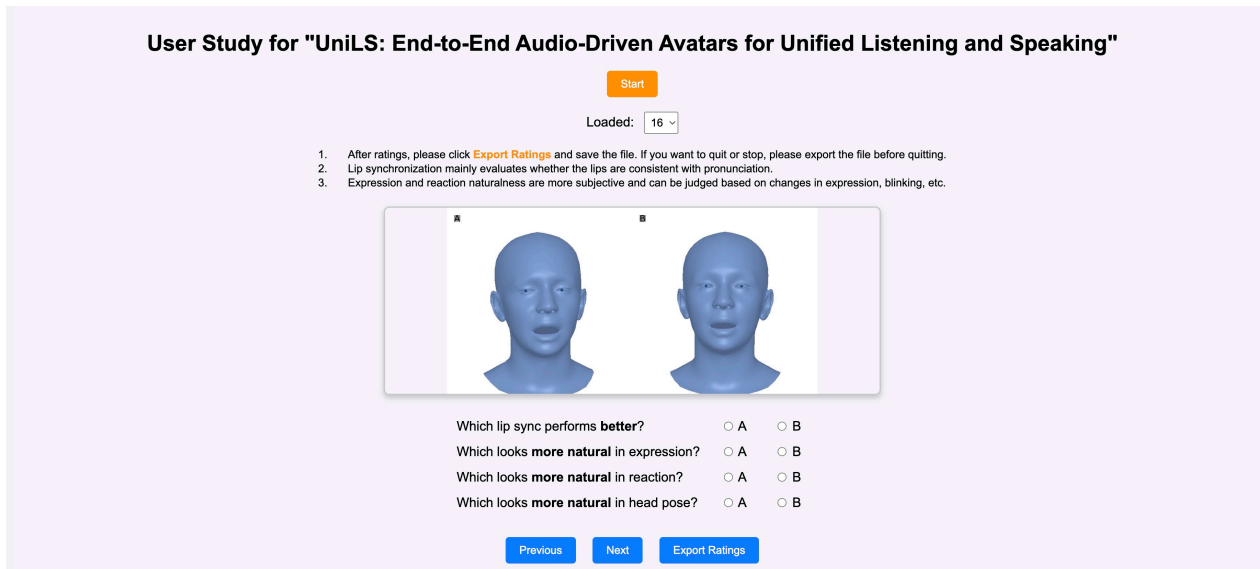 User Study for "UniLS: End-to-End Audio-Driven Avatars for Unified Listening and Speaking"
Start
Loaded: 16
1. After ratings, please click Export Ratings and save the file. If you want to quit or stop, please export the file before quitting.
2. Lip synchronization mainly evaluates whether the lips are consistent with pronunciation.
3. Expression and reaction naturalness are more subjective and can be judged based on changes in expression, blinking, etc.
A B
Which lip sync performs better? A B
Which looks more natural in expression? A B
Which looks more natural in reaction? A B
Which looks more natural in head pose? A B
Previous Next Export Ratings